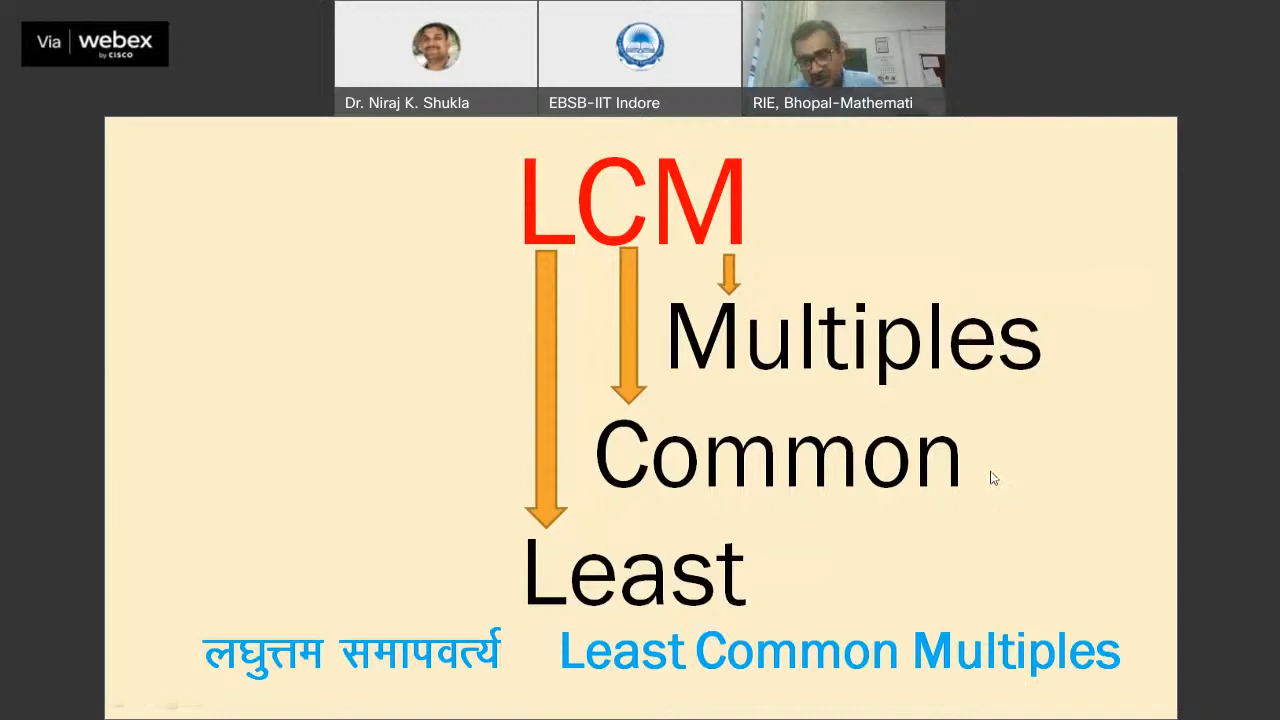 Via webex
by CISCO
Dr. Niraj K. Shukla
EBSB-IIT Indore
RIE, Bhopal-Mathemati
LCM
Multiples
Common
Least
लघुत्तम समापवर्त्य Least Common Multiples